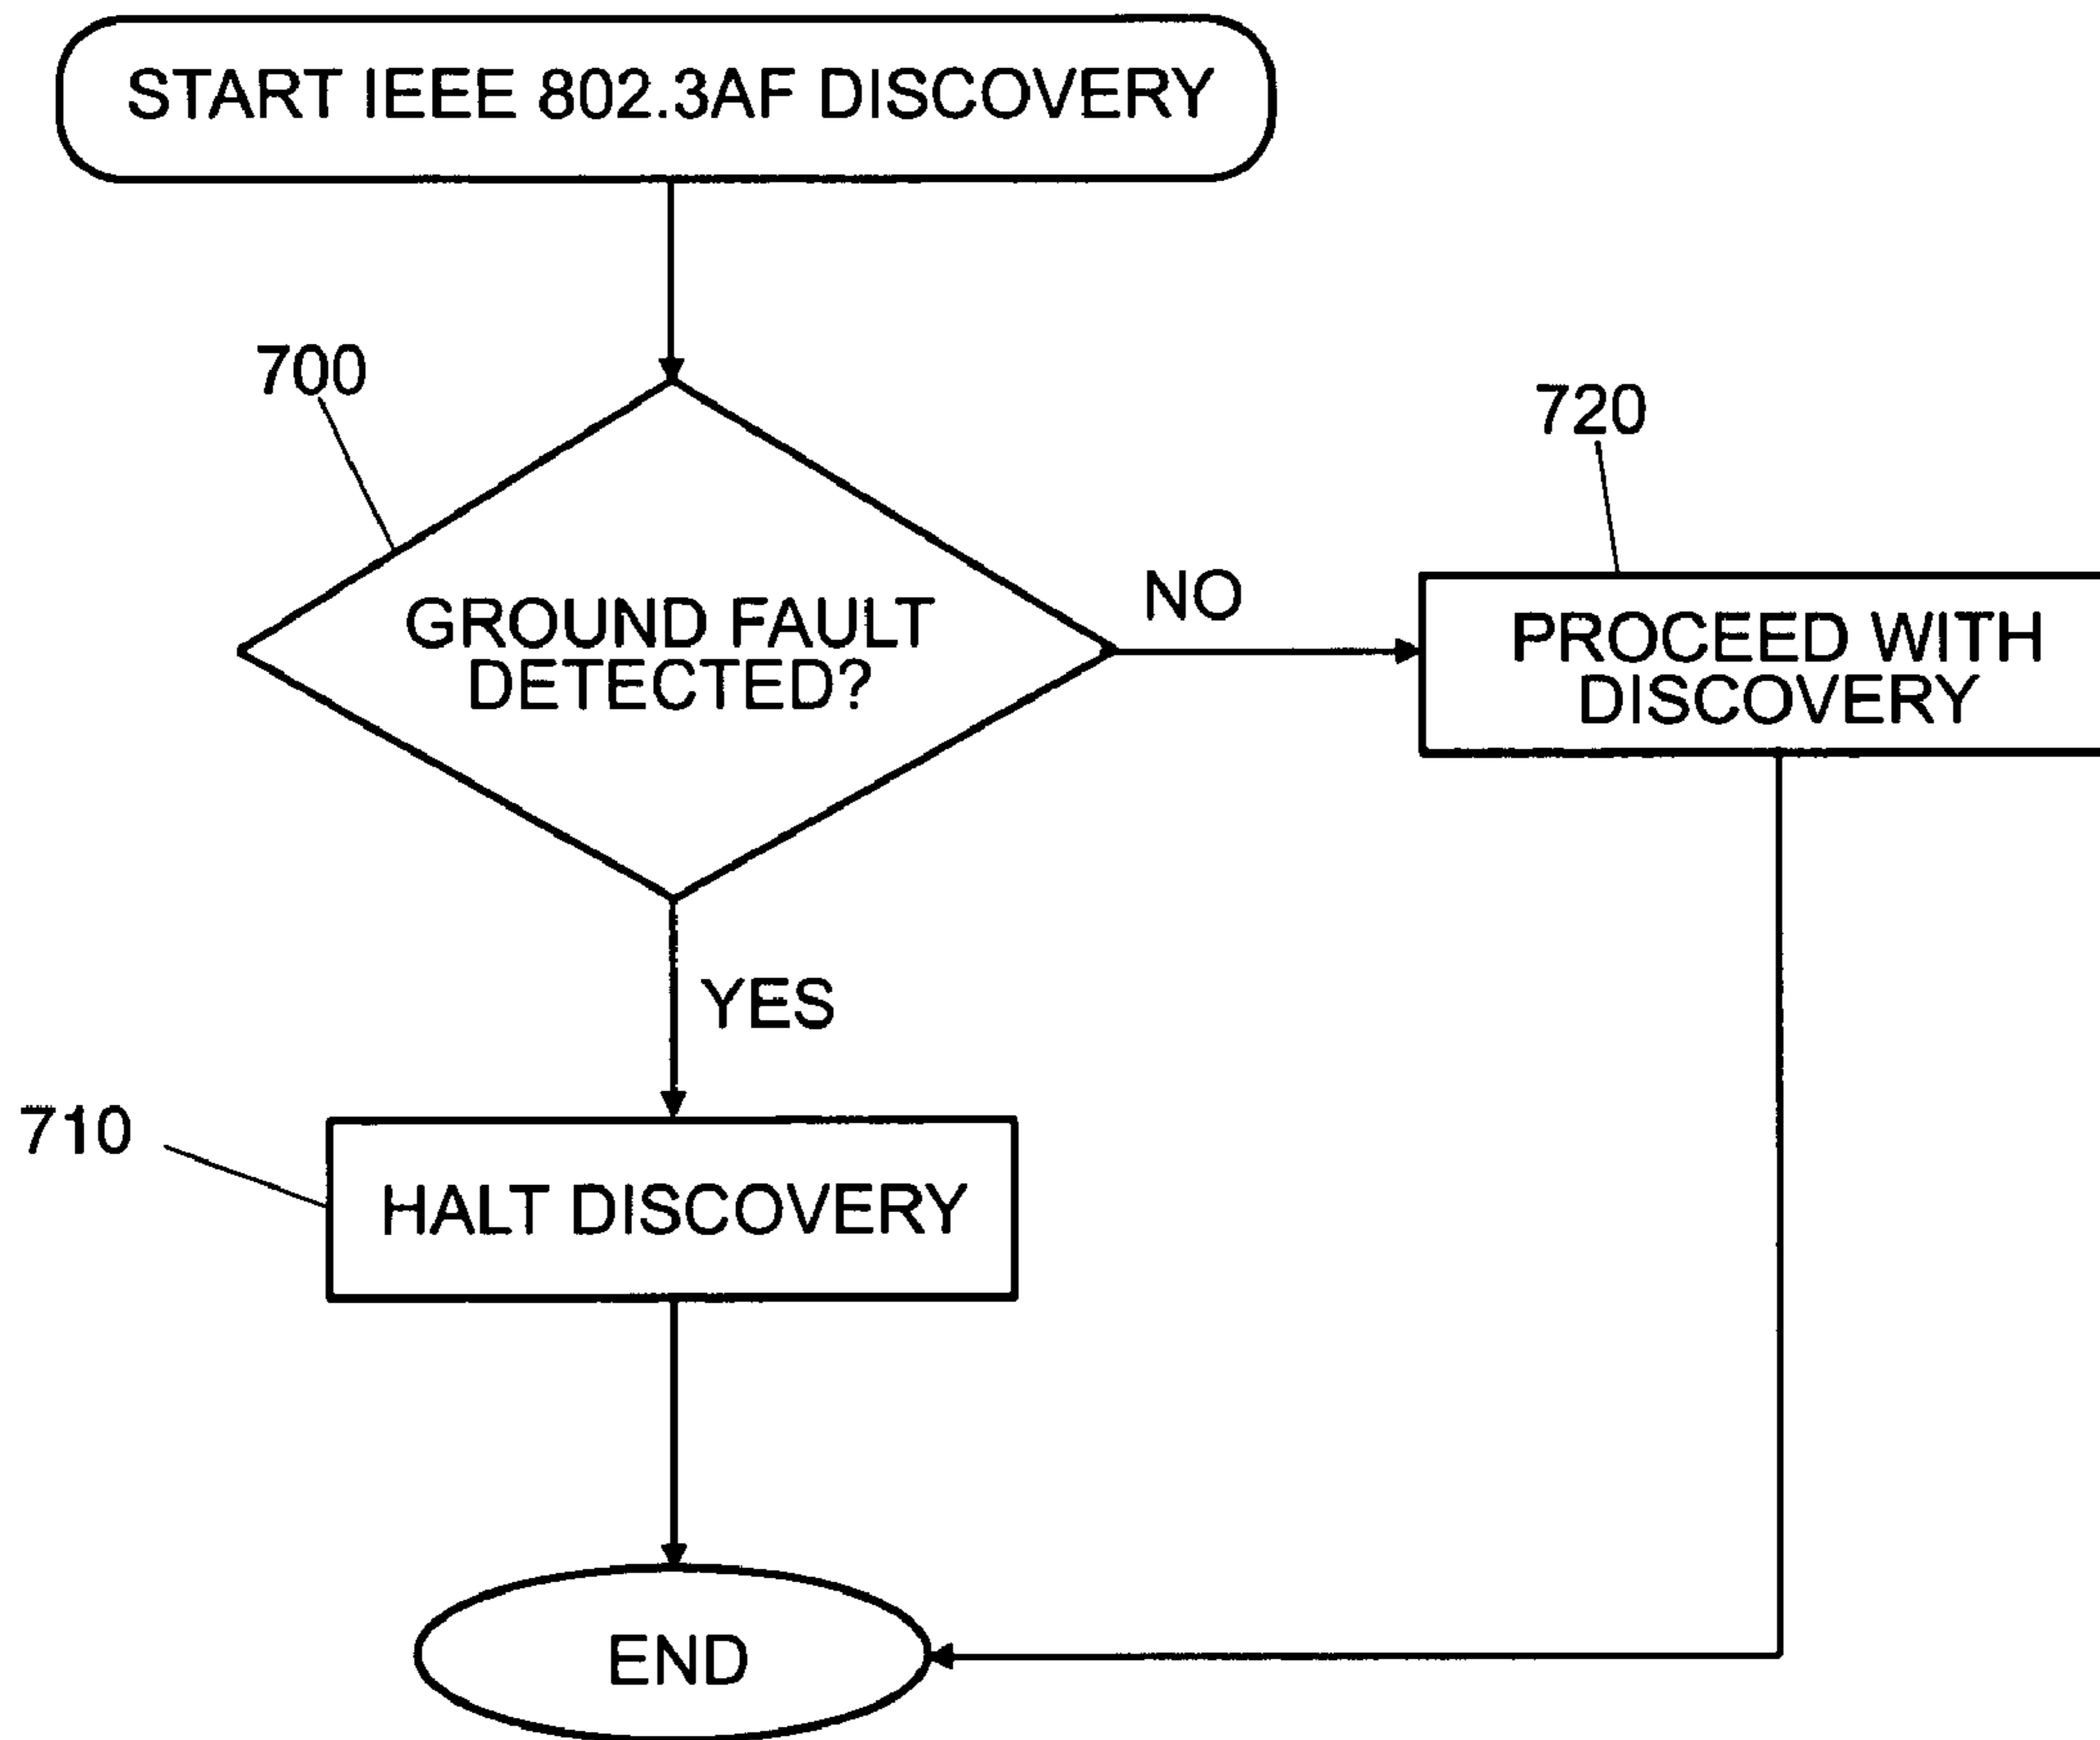 START IEEE 802.3AF DISCOVERY
700
720
GROUND FAULT
DETECTED?
NO
PROCEED WITH
DISCOVERY
YES
710
HALT DISCOVERY
END